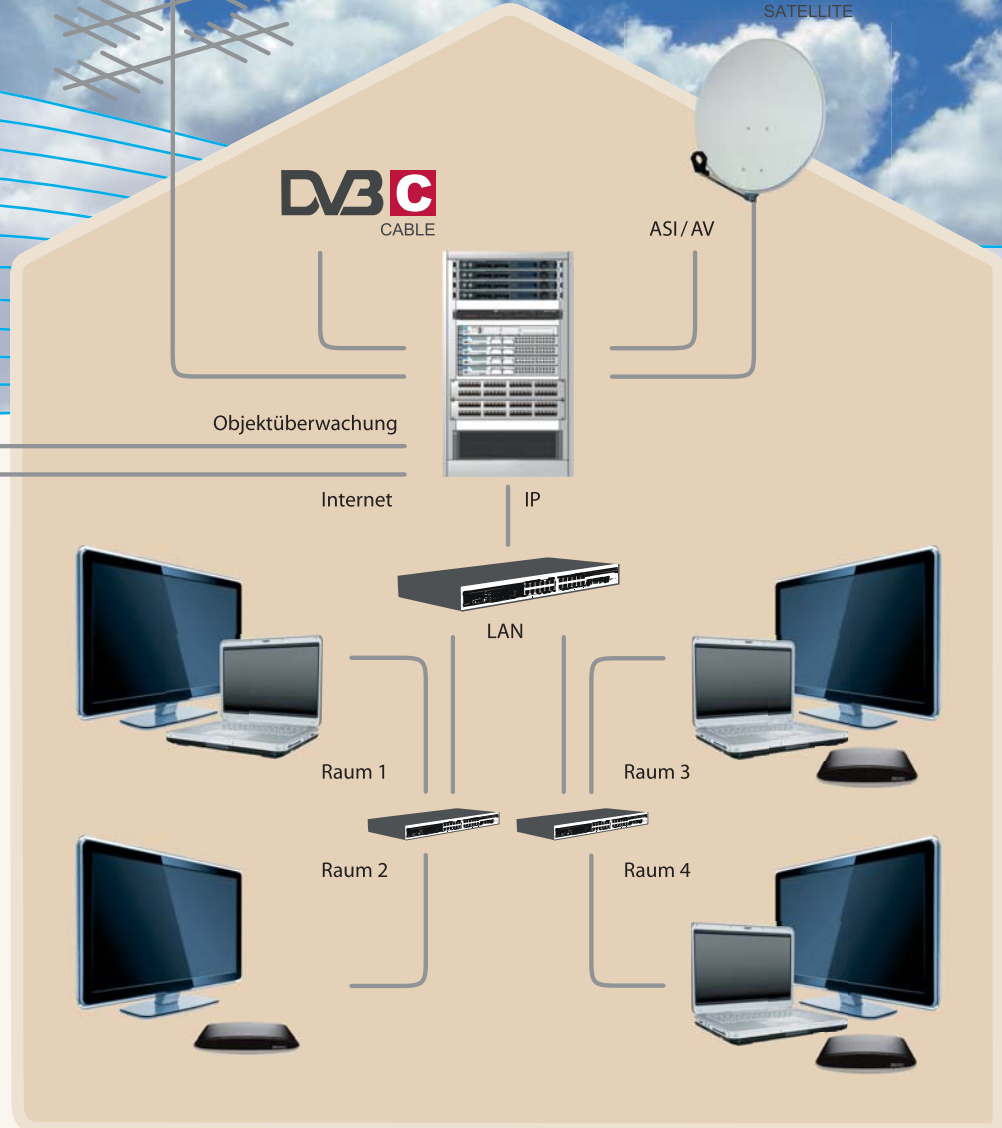 SATELLITE
DVB C
CABLE
ASI / AV
Objektüberwachung
Internet
IP
LAN
Raum 1
Raum 3
Raum 2
Raum 4